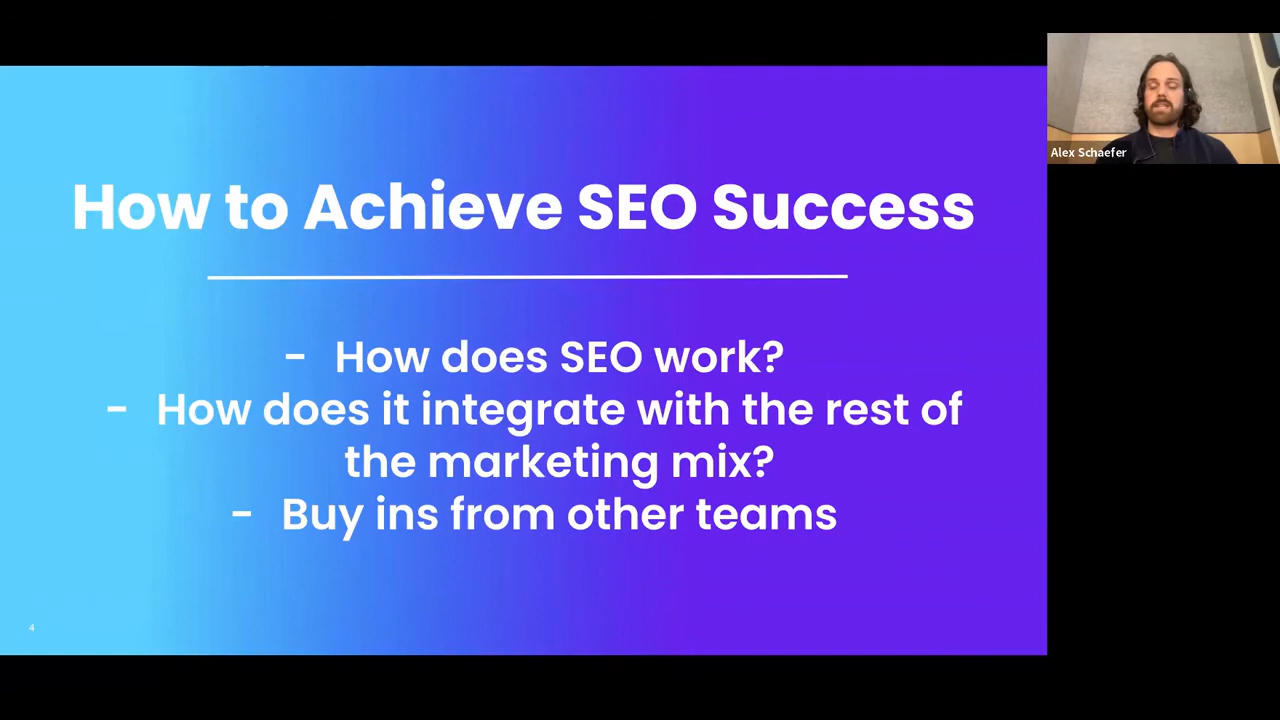 How to Achieve SEO Success
- How does SEO work?
- How does it integrate with the rest of
the marketing mix?
- Buy ins from other teams
4
Alex Schaefer